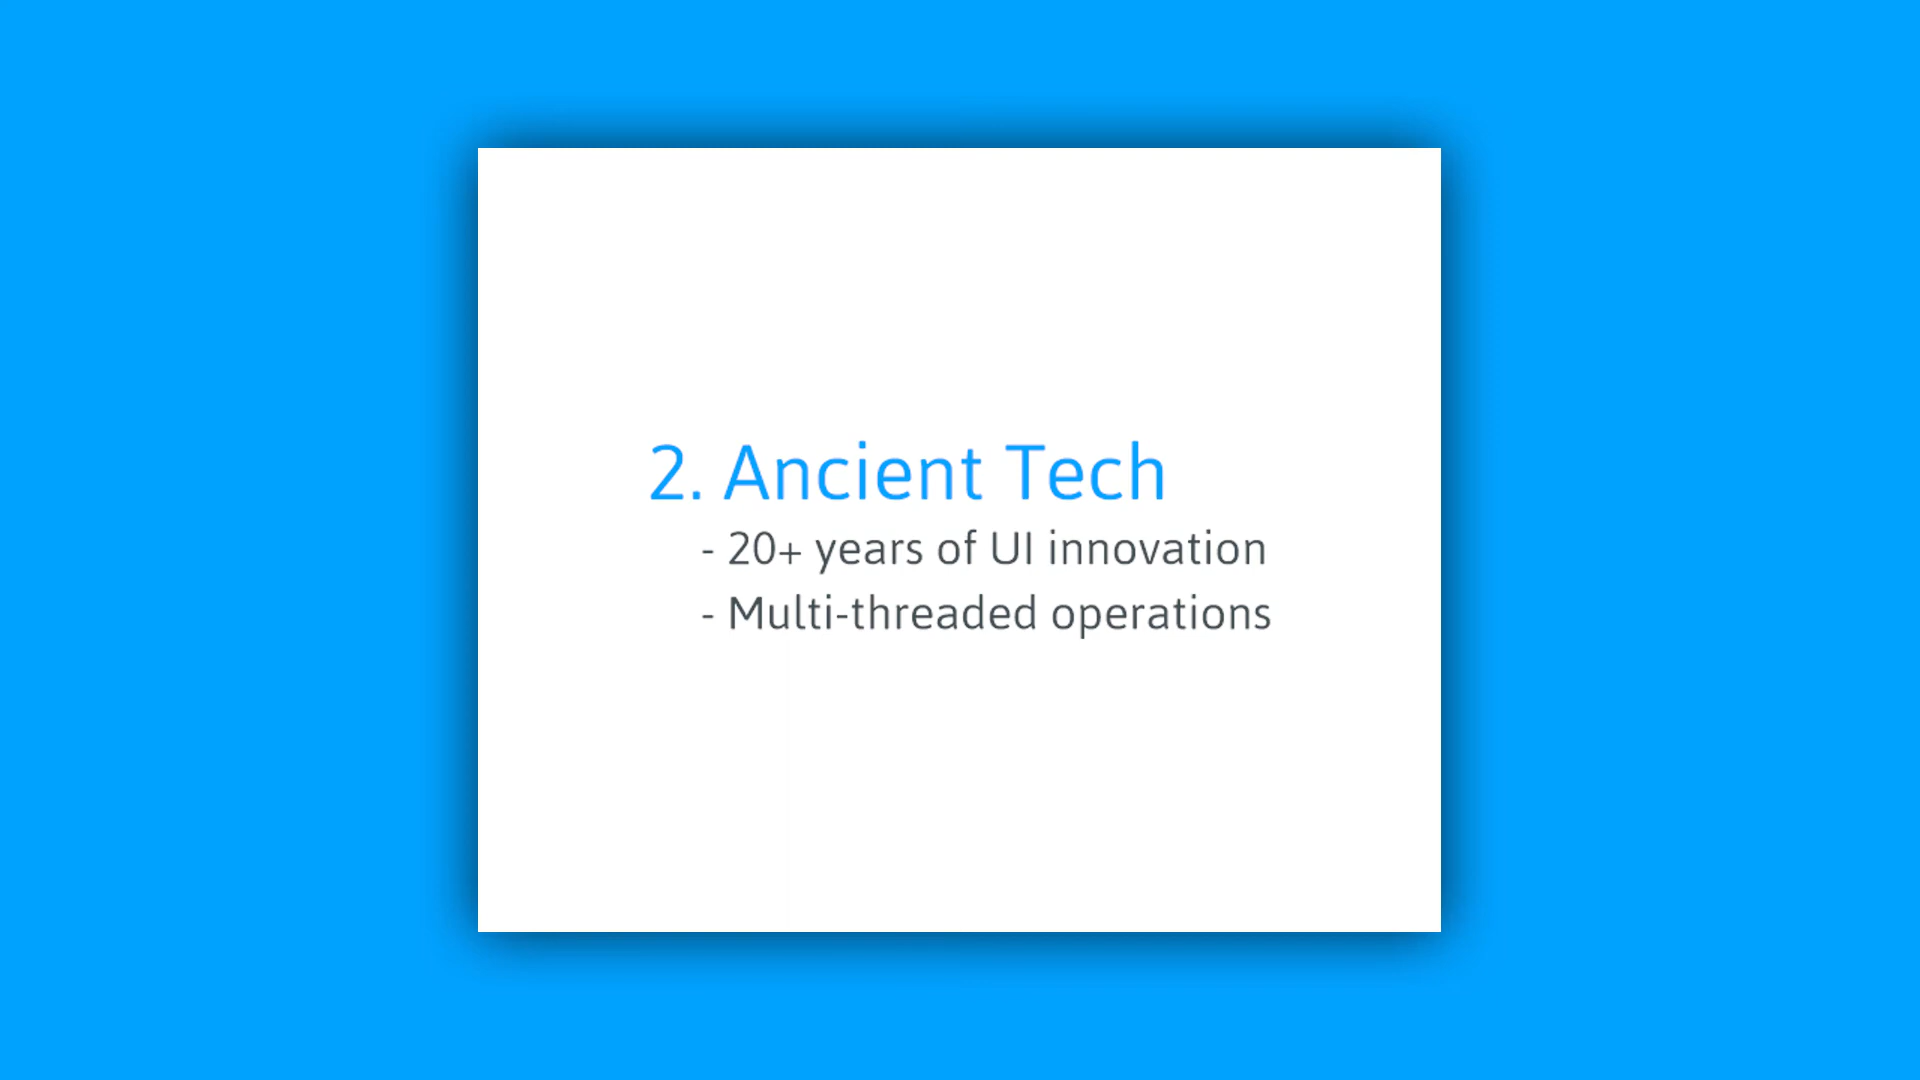 2. Ancient Tech
- 20+ years of UI innovation
- Multi-threaded operations